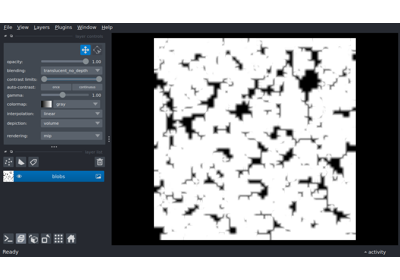 File View Layers Plugins Window Help
opacity: 1.00
blending: translucent_no_depth
contrast limits:
auto-contrast: once continuous
gamma: 1.00
colormap: gray
interpolation: linear
depiction: volume
rendering: mip
blobs
Ready activity